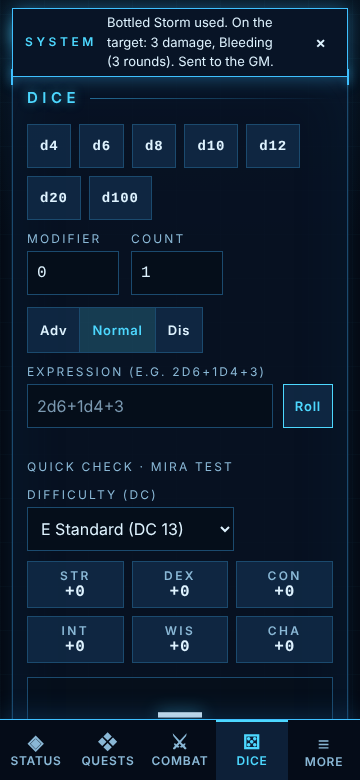 SYSTEM
Bottled Storm used. On the
target: 3 damage, Bleeding
(3 rounds). Sent to the GM.
×
DICE
d4 d6 d8 d10 d12
d20 d100
MODIFIER COUNT
0 1
Adv Normal Dis
EXPRESSION (E.G. 2D6+1D4+3)
2d6+1d4+3 Roll
QUICK CHECK · MIRA TEST
DIFFICULTY (DC)
E Standard (DC 13)
STR DEX CON
+0 +0 +0
INT WIS CHA
+0 +0 +0
STATUS QUESTS COMBAT DICE MORE